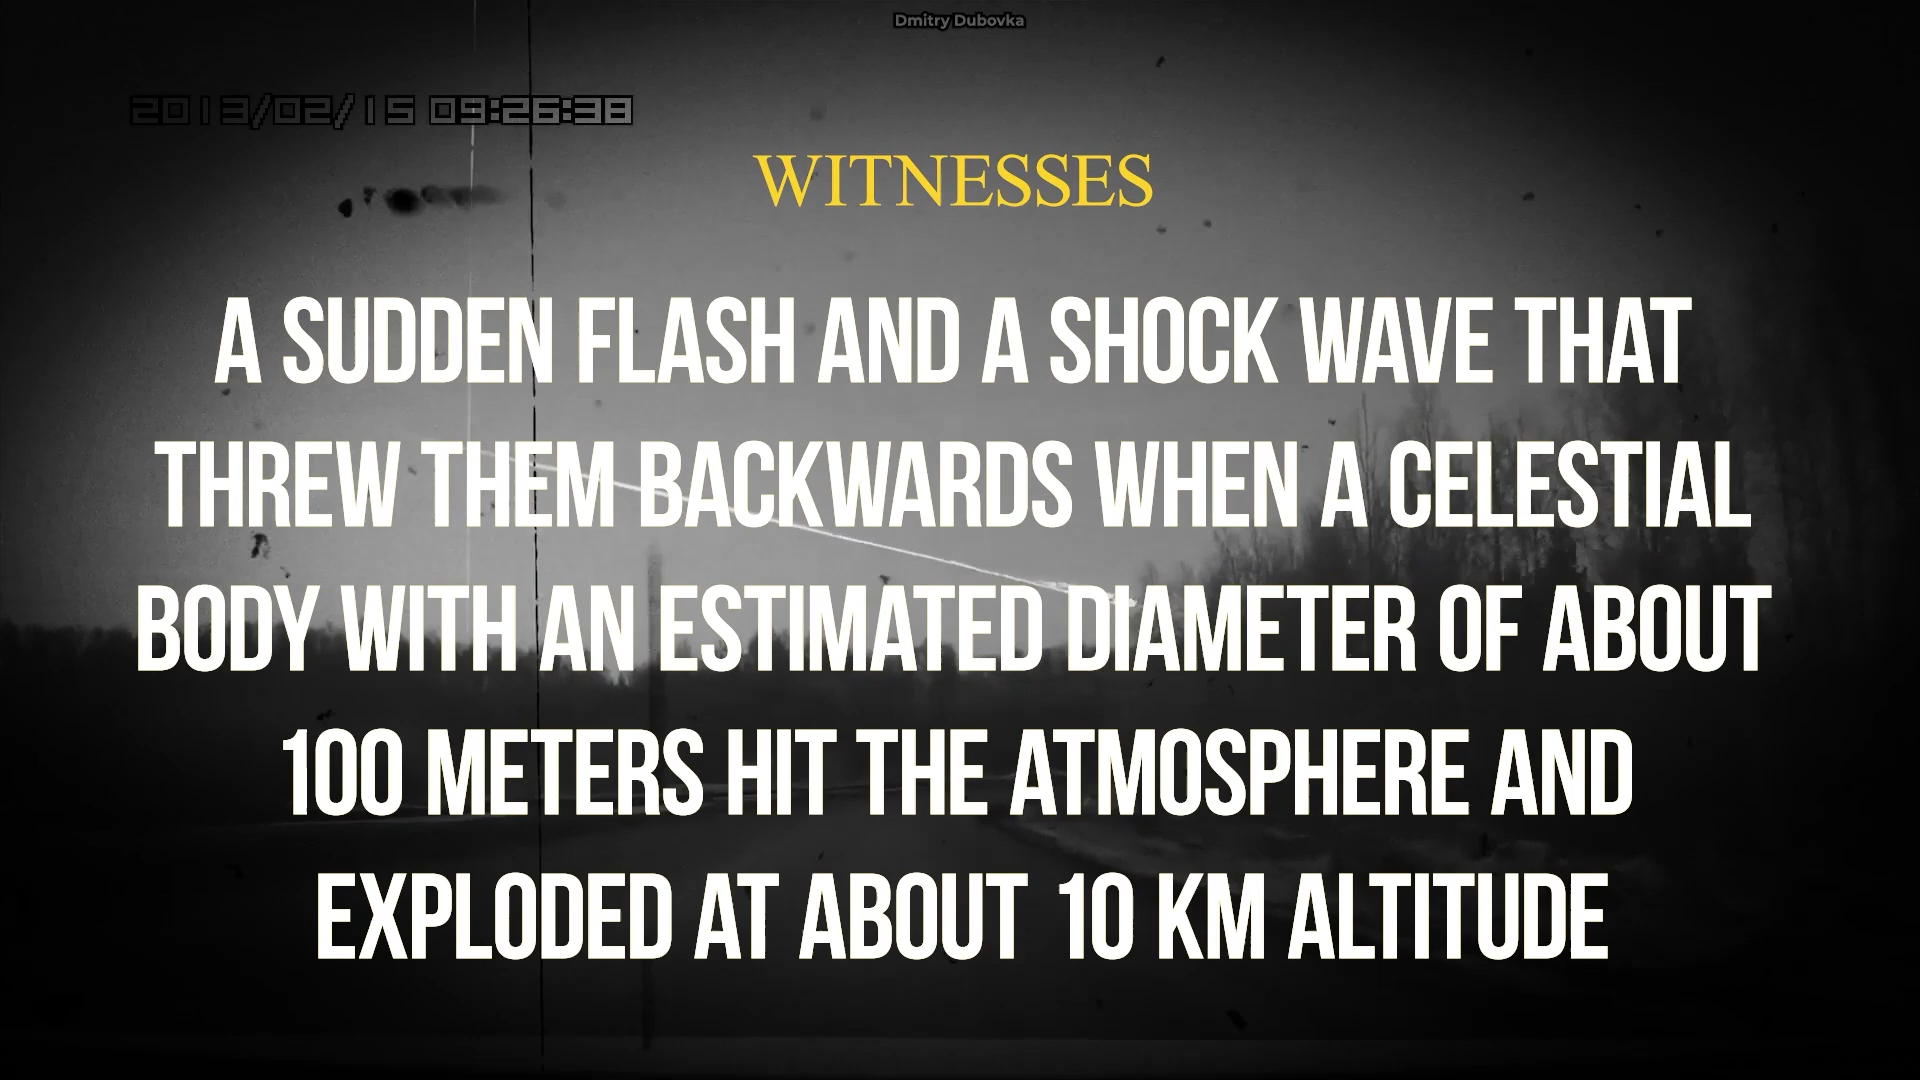 Dmitry Dubovka
2013/02/15 09:26:38
WITNESSES
A SUDDEN FLASH AND A SHOCK WAVE THAT
THREW THEM BACKWARDS WHEN A CELESTIAL
BODY WITH AN ESTIMATED DIAMETER OF ABOUT
100 METERS HIT THE ATMOSPHERE AND
EXPLODED AT ABOUT 10 KM ALTITUDE